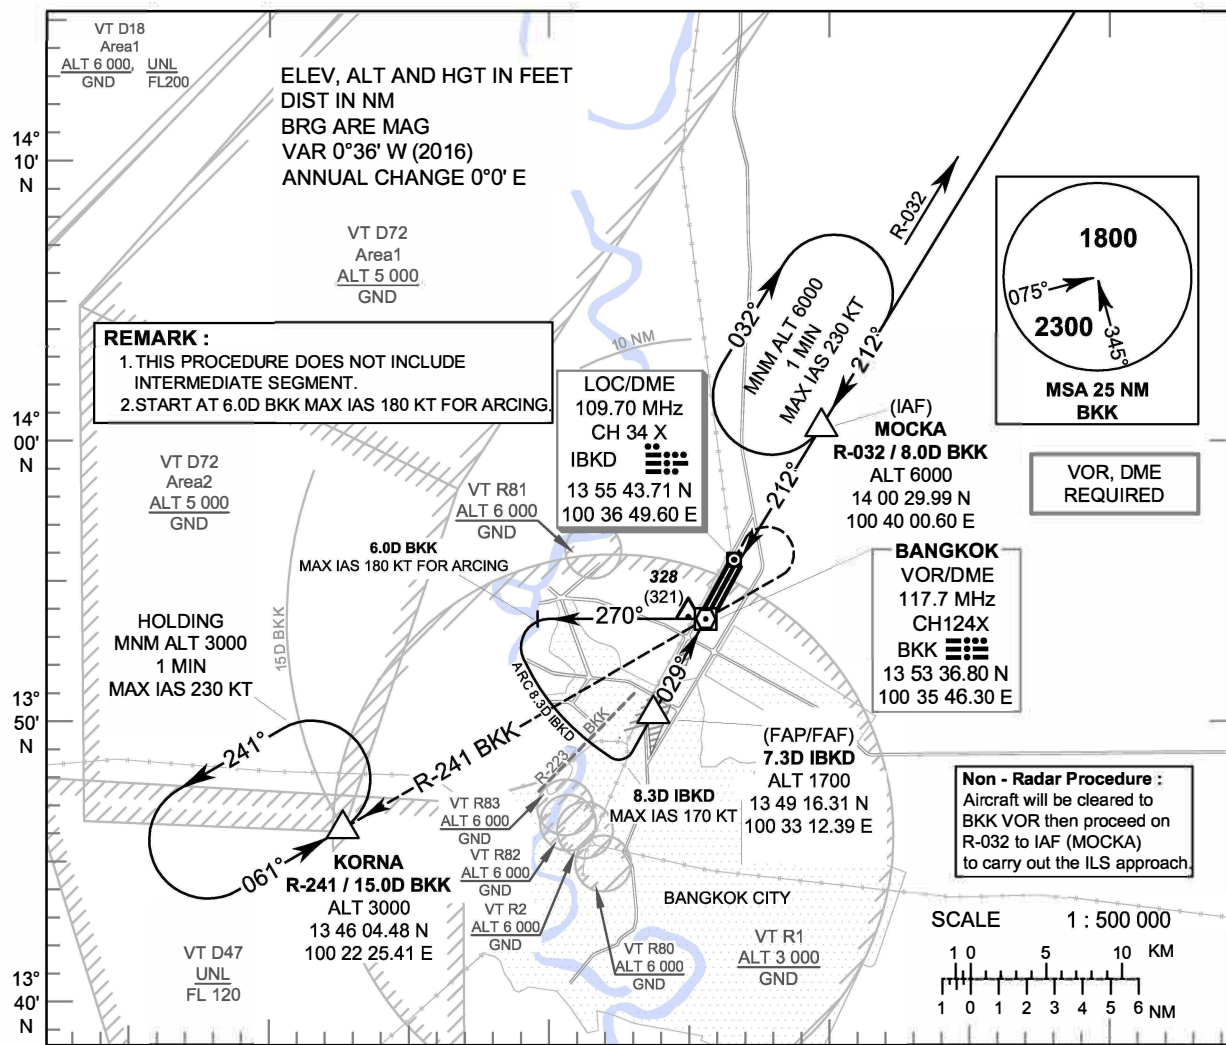 VT D18
Area1
ALT 6 000, UNL
GND FL200
ELEV, ALT AND HGT IN FEET
DIST IN NM
BRG ARE MAG
VAR 0°36' W (2016)
ANNUAL CHANGE 0°0' E
14°
10'
N
VT D72
Area1
ALT 5 000
GND
R-032
1800
075°
2300
345°
MSA 25 NM
BKK
REMARK :
1. THIS PROCEDURE DOES NOT INCLUDE
INTERMEDIATE SEGMENT.
2. START AT 6.0D BKK MAX IAS 180 KT FOR ARCING.
10 NM
032°
MNM ALT 6000
1 MIN
MAX IAS 230 KT
212°
LOC/DME
109.70 MHz
CH 34 X
IBKD
13 55 43.71 N
100 36 49.60 E
(IAF)
MOCKA
R-032 / 8.0D BKK
ALT 6000
14 00 29.99 N
100 40 00.60 E
14°
00'
N
VT D72
Area2
ALT 5 000
GND
VT R81
ALT 6 000
GND
212°
VOR, DME
REQUIRED
6.0D BKK
MAX IAS 180 KT FOR ARCING
328
(321)
270°
BANGKOK
VOR/DME
117.7 MHz
CH124X
BKK
13 53 36.80 N
100 35 46.30 E
HOLDING
MNM ALT 3000
1 MIN
MAX IAS 230 KT
15D BKK
ARC 8.3D IBKD
029°
13°
50'
N
241°
R-241 BKK
R-223 BKK
(FAP/FAF)
7.3D IBKD
ALT 1700
13 49 16.31 N
100 33 12.39 E
8.3D IBKD
MAX IAS 170 KT
Non - Radar Procedure :
Aircraft will be cleared to
BKK VOR then proceed on
R-032 to IAF (MOCKA)
to carry out the ILS approach.
VT R83
ALT 6 000
GND
061°
KORNA
R-241 / 15.0D BKK
ALT 3000
13 46 04.48 N
100 22 25.41 E
VT R82
ALT 6 000
GND
VT R2
ALT 6 000
GND
BANGKOK CITY
VT R80
ALT 6 000
GND
VT R1
ALT 3 000
GND
VT D47
UNL
FL 120
13°
40'
N
SCALE 1 : 500 000
1 0 5 10 KM
1 0 1 2 3 4 5 6 NM